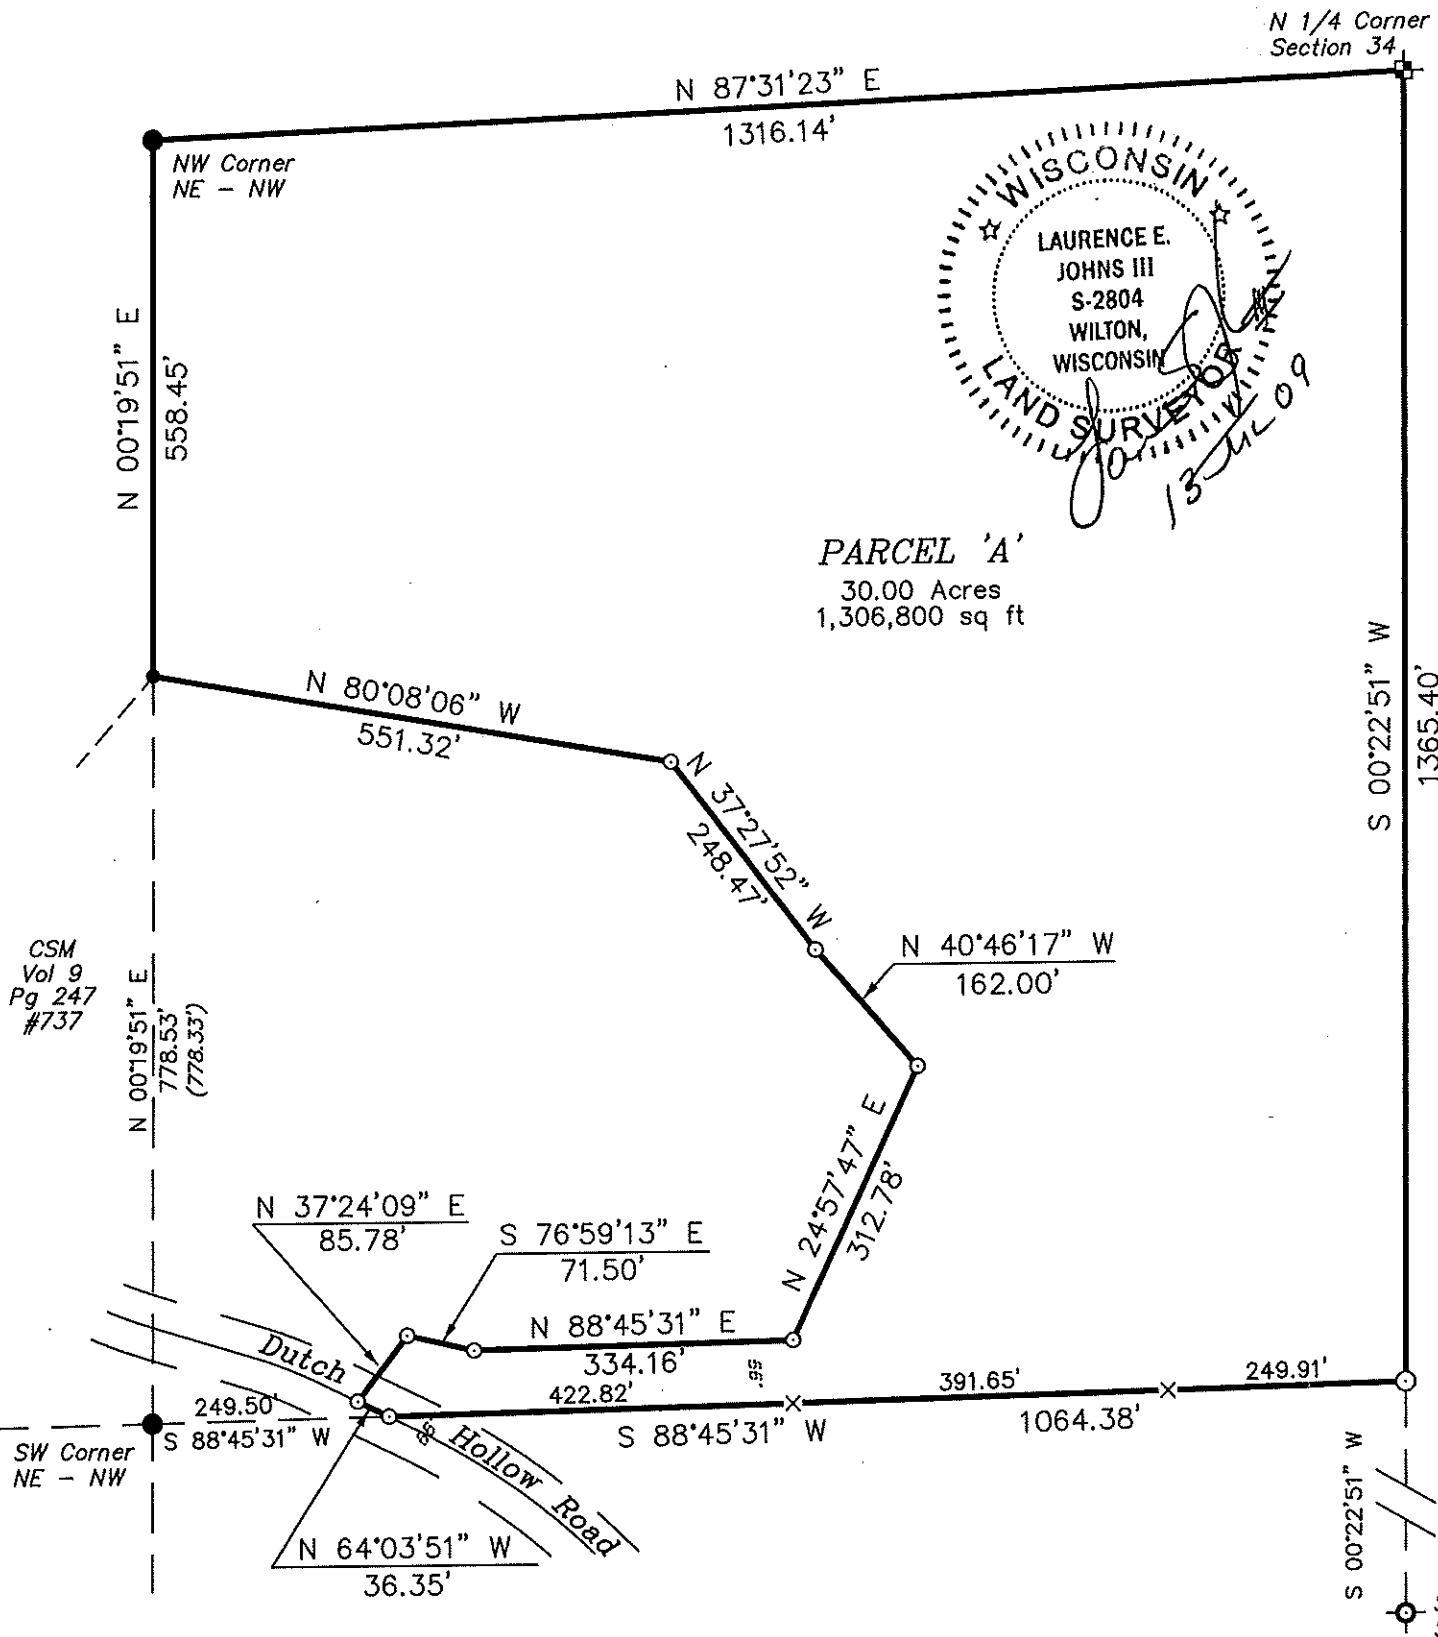 N 1/4 Corner
Section 34
N 87°31'23" E
1316.14'
NW Corner
NE - NW
WISCONSIN
LAURENCE E.
JOHNS III
S-2804
WILTON,
WISCONSIN
LAND SURVEYOR
13 09
N 00°19'51" E
558.45'
PARCEL 'A'
30.00 Acres
1,306,800 sq ft
S 00°22'51" W
1365.40'
N 80°08'06" W
551.32'
N 37°27'52" W
248.47'
N 40°46'17" W
162.00'
CSM
Vol 9
Pg 247
#737
N 00°19'51" E
778.53'
(778.33')
N 24°57'47" E
312.78'
N 37°24'09" E
85.78'
S 76°59'13" E
71.50'
N 88°45'31" E
334.16'
Dutch Hollow Road
249.50'
S 88°45'31" W
422.82'
391.65'
249.91'
S 88°45'31" W
1064.38'
SW Corner
NE - NW
N 64°03'51" W
36.35'
S 00°22'51" W